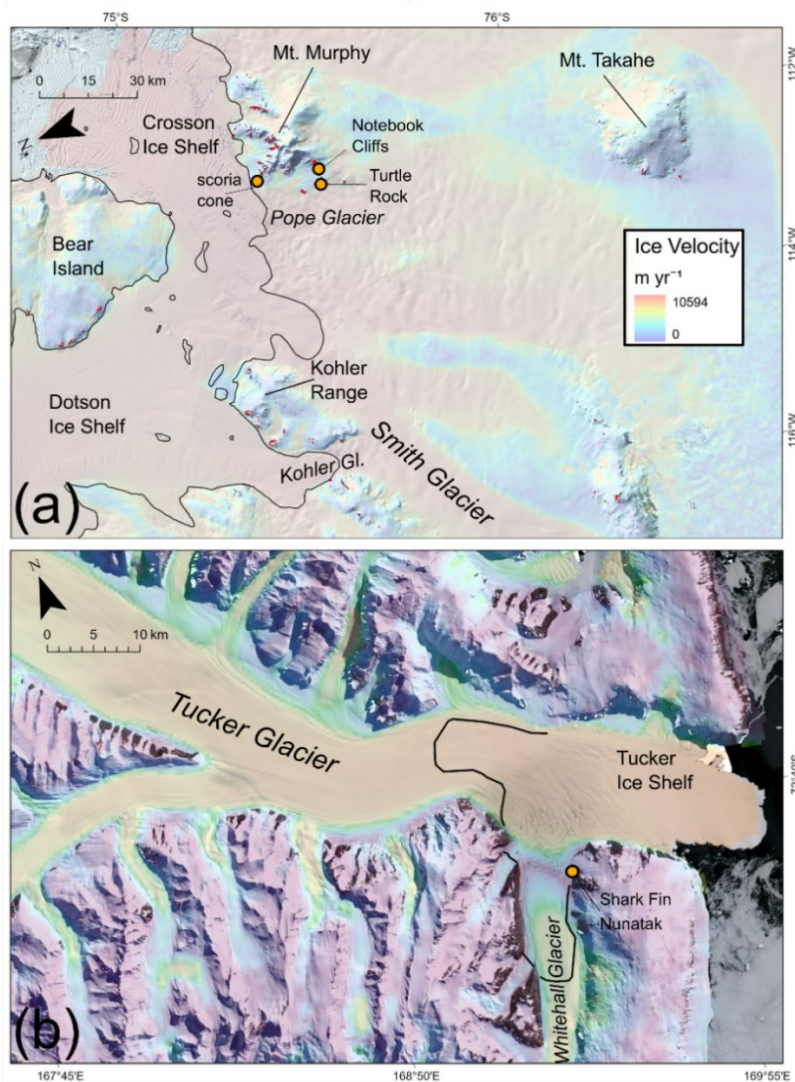 75°S
76°S
112°W
Mt. Murphy
Mt. Takahe
0 15 30 km
N
Crosson
Ice Shelf
Notebook
Cliffs
scoria
cone
Turtle
Rock
Pope Glacier
Bear
Island
114°W
Ice Velocity
m yr⁻¹
10594
0
Kohler
Range
Dotson
Ice Shelf
116°W
Smith Glacier
Kohler Gl.
(a)
N
0 5 10 km
Tucker Glacier
Tucker
Ice Shelf
Shark Fin
Nunatak
Whitehall Glacier
(b)
167°45'E
168°50'E
169°55'E